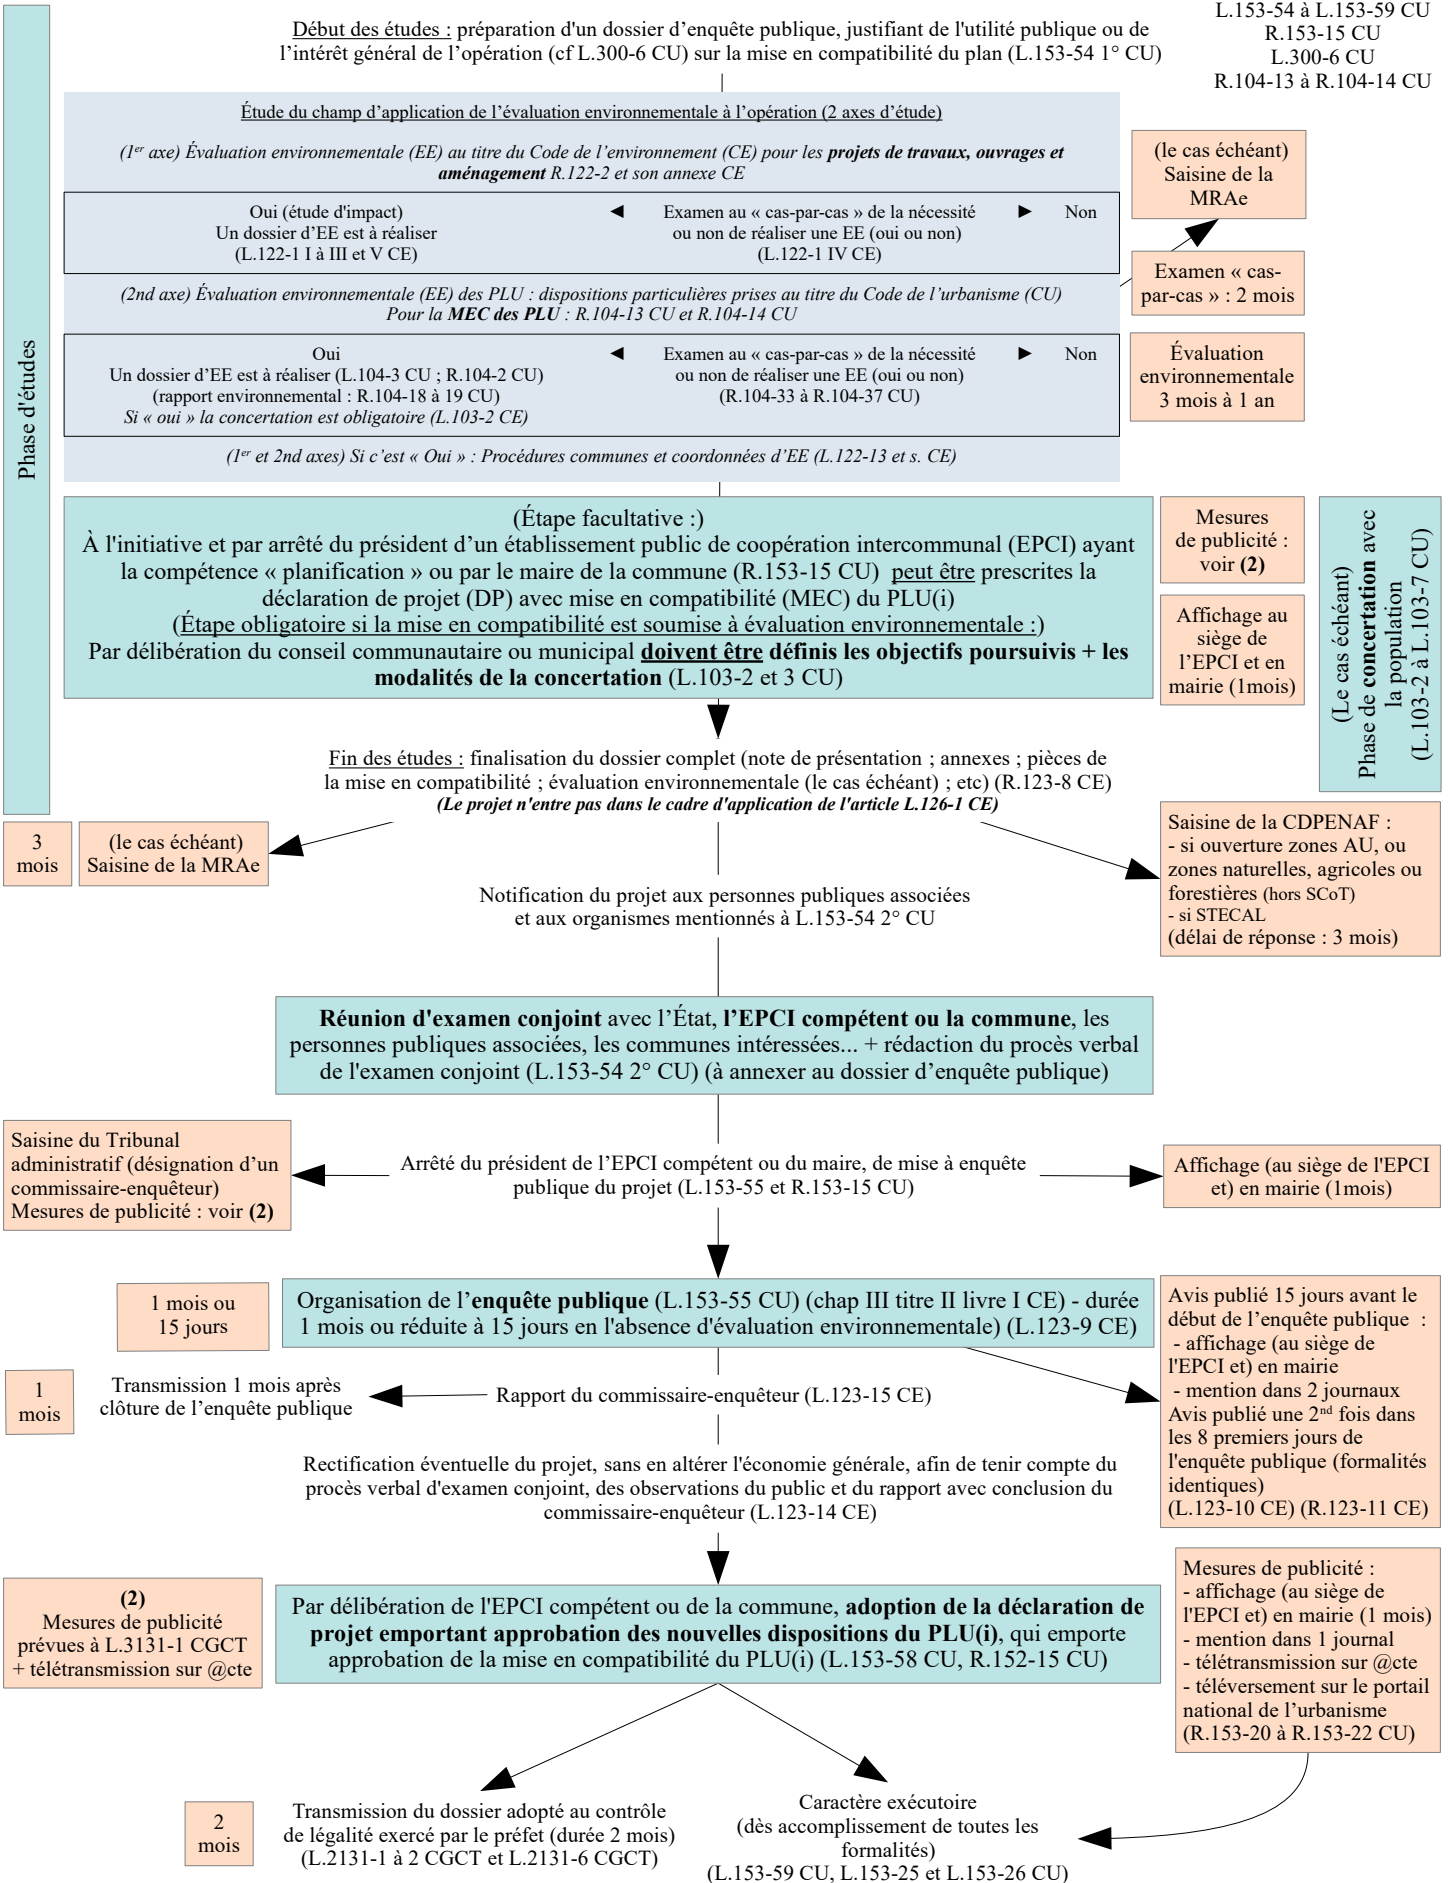 L.153-54 à L.153-59 CU
R.153-15 CU
L.300-6 CU
R.104-13 à R.104-14 CU
Début des études : préparation d'un dossier d'enquête publique, justifiant de l'utilité publique ou de
l'intérêt général de l'opération (cf L.300-6 CU) sur la mise en compatibilité du plan (L.153-54 1° CU)
Phase d'études
Étude du champ d'application de l'évaluation environnementale à l'opération (2 axes d'étude)
(1er axe) Évaluation environnementale (EE) au titre du Code de l'environnement (CE) pour les projets de travaux, ouvrages et
aménagement R.122-2 et son annexe CE
Oui (étude d'impact)
Un dossier d'EE est à réaliser
(L.122-1 I à III et V CE)
◄
Examen au « cas-par-cas » de la nécessité
ou non de réaliser une EE (oui ou non)
(L.122-1 IV CE)
►
Non
(2nd axe) Évaluation environnementale (EE) des PLU : dispositions particulières prises au titre du Code de l'urbanisme (CU)
Pour la MEC des PLU : R.104-13 CU et R.104-14 CU
Oui
Un dossier d'EE est à réaliser (L.104-3 CU ; R.104-2 CU)
(rapport environnemental : R.104-18 à 19 CU)
Si « oui » la concertation est obligatoire (L.103-2 CE)
◄
Examen au « cas-par-cas » de la nécessité
ou non de réaliser une EE (oui ou non)
(R.104-33 à R.104-37 CU)
►
Non
(1er et 2nd axes) Si c'est « Oui » : Procédures communes et coordonnées d'EE (L.122-13 et s. CE)
(le cas échéant)
Saisine de la
MRAe
Examen « cas-
par-cas » : 2 mois
Évaluation
environnementale
3 mois à 1 an
(Étape facultative :)
À l'initiative et par arrêté du président d'un établissement public de coopération intercommunal (EPCI) ayant
la compétence « planification » ou par le maire de la commune (R.153-15 CU) peut être prescrites la
déclaration de projet (DP) avec mise en compatibilité (MEC) du PLU(i)
(Étape obligatoire si la mise en compatibilité est soumise à évaluation environnementale :)
Par délibération du conseil communautaire ou municipal doivent être définis les objectifs poursuivis + les
modalités de la concertation (L.103-2 et 3 CU)
Mesures
de publicité :
voir (2)
Affichage au
siège de
l'EPCI et en
mairie (1mois)
(Le cas échéant)
Phase de concertation avec
la population
(L.103-2 à L.103-7 CU)
Fin des études : finalisation du dossier complet (note de présentation ; annexes ; pièces de
la mise en compatibilité ; évaluation environnementale (le cas échéant) ; etc) (R.123-8 CE)
(Le projet n'entre pas dans le cadre d'application de l'article L.126-1 CE)
3
mois
(le cas échéant)
Saisine de la MRAe
Saisine de la CDPENAF :
- si ouverture zones AU, ou
zones naturelles, agricoles ou
forestières (hors SCoT)
- si STECAL
(délai de réponse : 3 mois)
Notification du projet aux personnes publiques associées
et aux organismes mentionnés à L.153-54 2° CU
Réunion d'examen conjoint avec l'État, l'EPCI compétent ou la commune, les
personnes publiques associées, les communes intéressées... + rédaction du procès verbal
de l'examen conjoint (L.153-54 2° CU) (à annexer au dossier d'enquête publique)
Saisine du Tribunal
administratif (désignation d'un
commissaire-enquêteur)
Mesures de publicité : voir (2)
Arrêté du président de l'EPCI compétent ou du maire, de mise à enquête
publique du projet (L.153-55 et R.153-15 CU)
Affichage (au siège de l'EPCI
et) en mairie (1mois)
1 mois ou
15 jours
Organisation de l'enquête publique (L.153-55 CU) (chap III titre II livre I CE) - durée
1 mois ou réduite à 15 jours en l'absence d'évaluation environnementale) (L.123-9 CE)
Avis publié 15 jours avant le
début de l'enquête publique :
- affichage (au siège de
l'EPCI et) en mairie
- mention dans 2 journaux
Avis publié une 2nd fois dans
les 8 premiers jours de
l'enquête publique (formalités
identiques)
(L.123-10 CE) (R.123-11 CE)
1
mois
Transmission 1 mois après
clôture de l'enquête publique
Rapport du commissaire-enquêteur (L.123-15 CE)
Rectification éventuelle du projet, sans en altérer l'économie générale, afin de tenir compte du
procès verbal d'examen conjoint, des observations du public et du rapport avec conclusion du
commissaire-enquêteur (L.123-14 CE)
(2)
Mesures de publicité
prévues à L.3131-1 CGCT
+ télétransmission sur @cte
Par délibération de l'EPCI compétent ou de la commune, adoption de la déclaration de
projet emportant approbation des nouvelles dispositions du PLU(i), qui emporte
approbation de la mise en compatibilité du PLU(i) (L.153-58 CU, R.152-15 CU)
Mesures de publicité :
- affichage (au siège de
l'EPCI et) en mairie (1 mois)
- mention dans 1 journal
- télétransmission sur @cte
- téléversement sur le portail
national de l'urbanisme
(R.153-20 à R.153-22 CU)
2
mois
Transmission du dossier adopté au contrôle
de légalité exercé par le préfet (durée 2 mois)
(L.2131-1 à 2 CGCT et L.2131-6 CGCT)
Caractère exécutoire
(dès accomplissement de toutes les
formalités)
(L.153-59 CU, L.153-25 et L.153-26 CU)